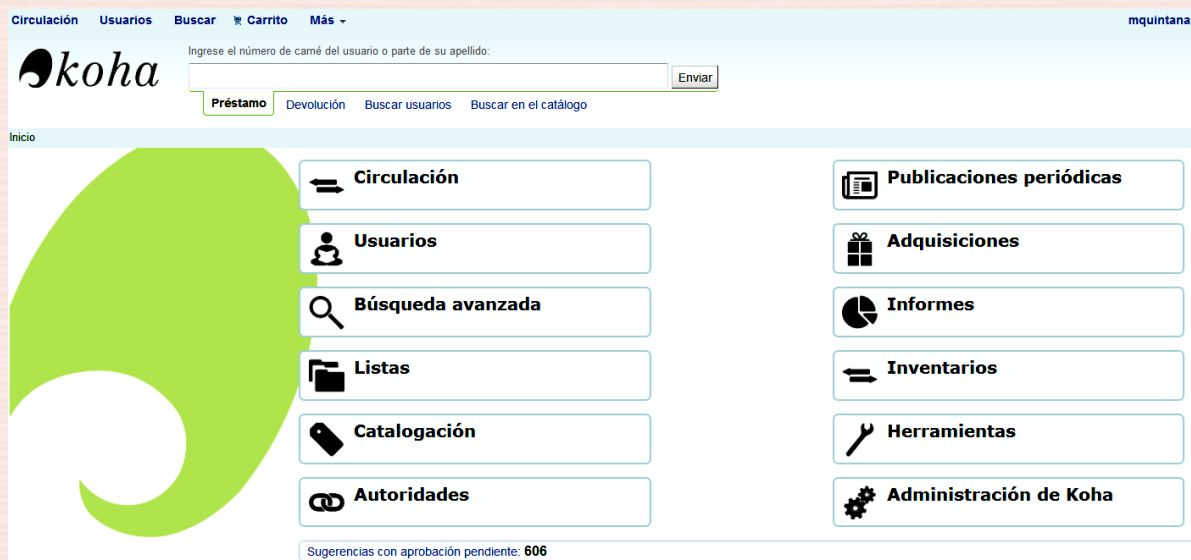 Circulación Usuarios Buscar Carrito Más mquintana
koha
Ingrese el número de carné del usuario o parte de su apellido:
Enviar
Préstamo Devolución Buscar usuarios Buscar en el catálogo
Inicio
Circulación
Usuarios
Búsqueda avanzada
Listas
Catalogación
Autoridades
Publicaciones periódicas
Adquisiciones
Informes
Inventarios
Herramientas
Administración de Koha
Sugerencias con aprobación pendiente: 606